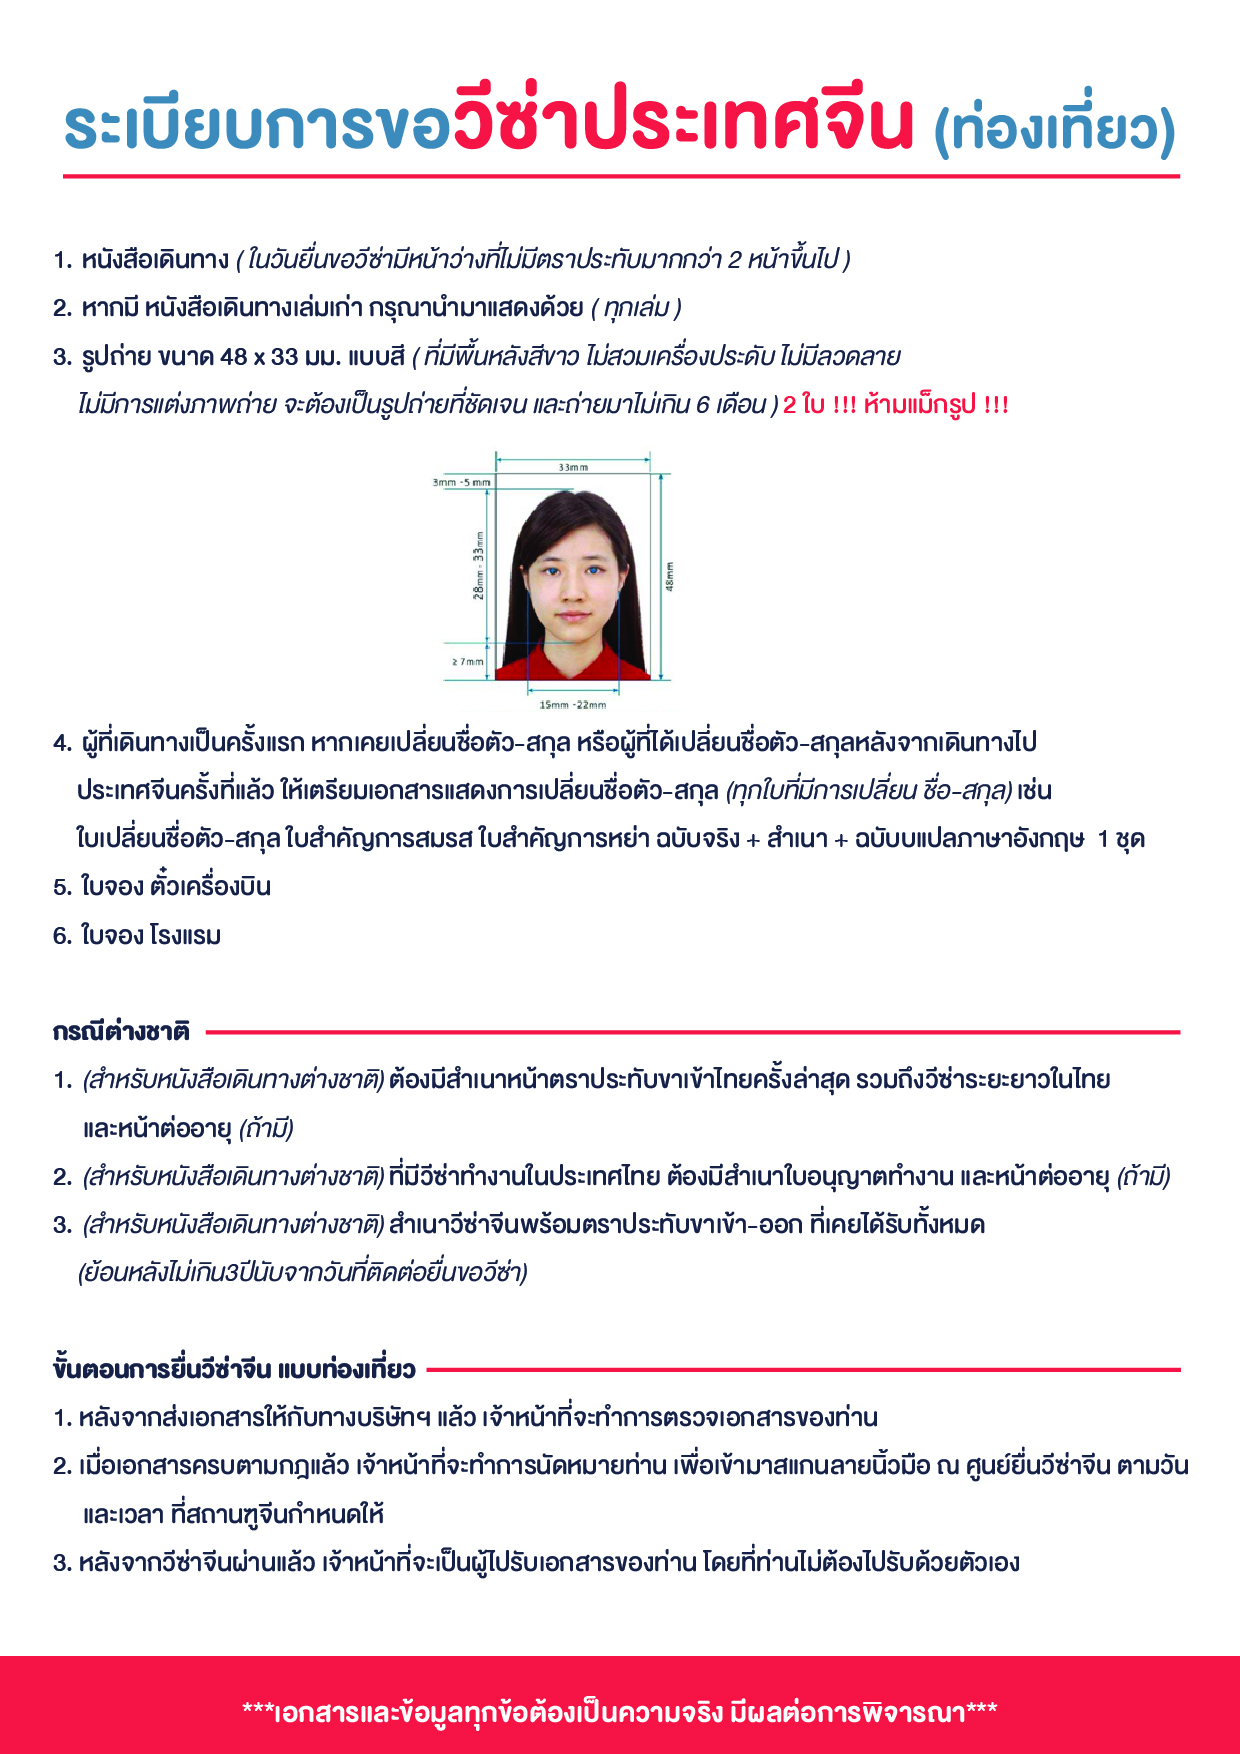 ระเบียบการขอวีซ่าประเทศจีน (ท่องเที่ยว)
1. หนังสือเดินทาง ( ในวันยื่นขอวีซ่ามีหน้าว่างที่ไม่มีตราประทับมากกว่า 2 หน้าขึ้นไป )
2. หากมี หนังสือเดินทางเล่มเก่า กรุณานำมาแสดงด้วย ( ทุกเล่ม )
3. รูปถ่าย ขนาด 48 x 33 มม. แบบสี ( ที่มีพื้นหลังสีขาว ไม่สวมเครื่องประดับ ไม่มีลวดลาย
ไม่มีการแต่งภาพถ่าย จะต้องเป็นรูปถ่ายที่ชัดเจน และถ่ายมาไม่เกิน 6 เดือน ) 2 ใบ !!! ห้ามแม็กรูป !!!
33mm
3mm -5 mm
28mm - 33mm
48mm
≥ 7mm
15mm -22mm
4. ผู้ที่เดินทางเป็นครั้งแรก หากเคยเปลี่ยนชื่อตัว-สกุล หรือผู้ที่ได้เปลี่ยนชื่อตัว-สกุลหลังจากเดินทางไป
ประเทศจีนครั้งที่แล้ว ให้เตรียมเอกสารแสดงการเปลี่ยนชื่อตัว-สกุล (ทุกใบที่มีการเปลี่ยน ชื่อ-สกุล) เช่น
ใบเปลี่ยนชื่อตัว-สกุล ใบสำคัญการสมรส ใบสำคัญการหย่า ฉบับจริง + สำเนา + ฉบับบแปลภาษาอังกฤษ 1 ชุด
5. ใบจอง ตั๋วเครื่องบิน
6. ใบจอง โรงแรม
กรณีต่างชาติ
1. (สำหรับหนังสือเดินทางต่างชาติ) ต้องมีสำเนาหน้าตราประทับขาเข้าไทยครั้งล่าสุด รวมถึงวีซ่าระยะยาวในไทย
และหน้าต่ออายุ (ถ้ามี)
2. (สำหรับหนังสือเดินทางต่างชาติ) ที่มีวีซ่าทำงานในประเทศไทย ต้องมีสำเนาใบอนุญาตทำงาน และหน้าต่ออายุ (ถ้ามี)
3. (สำหรับหนังสือเดินทางต่างชาติ) สำเนาวีซ่าจีนพร้อมตราประทับขาเข้า-ออก ที่เคยได้รับทั้งหมด
(ย้อนหลังไม่เกิน3ปีนับจากวันที่ติดต่อยื่นขอวีซ่า)
ขั้นตอนการยื่นวีซ่าจีน แบบท่องเที่ยว
1. หลังจากส่งเอกสารให้กับทางบริษัทฯ แล้ว เจ้าหน้าที่จะทำการตรวจเอกสารของท่าน
2. เมื่อเอกสารครบตามกฎแล้ว เจ้าหน้าที่จะทำการนัดหมายท่าน เพื่อเข้ามาสแกนลายนิ้วมือ ณ ศูนย์ยื่นวีซ่าจีน ตามวัน
และเวลา ที่สถานฑูจีนกำหนดให้
3. หลังจากวีซ่าจีนผ่านแล้ว เจ้าหน้าที่จะเป็นผู้ไปรับเอกสารของท่าน โดยที่ท่านไม่ต้องไปรับด้วยตัวเอง
***เอกสารและข้อมูลทุกข้อต้องเป็นความจริง มีผลต่อการพิจารณา***